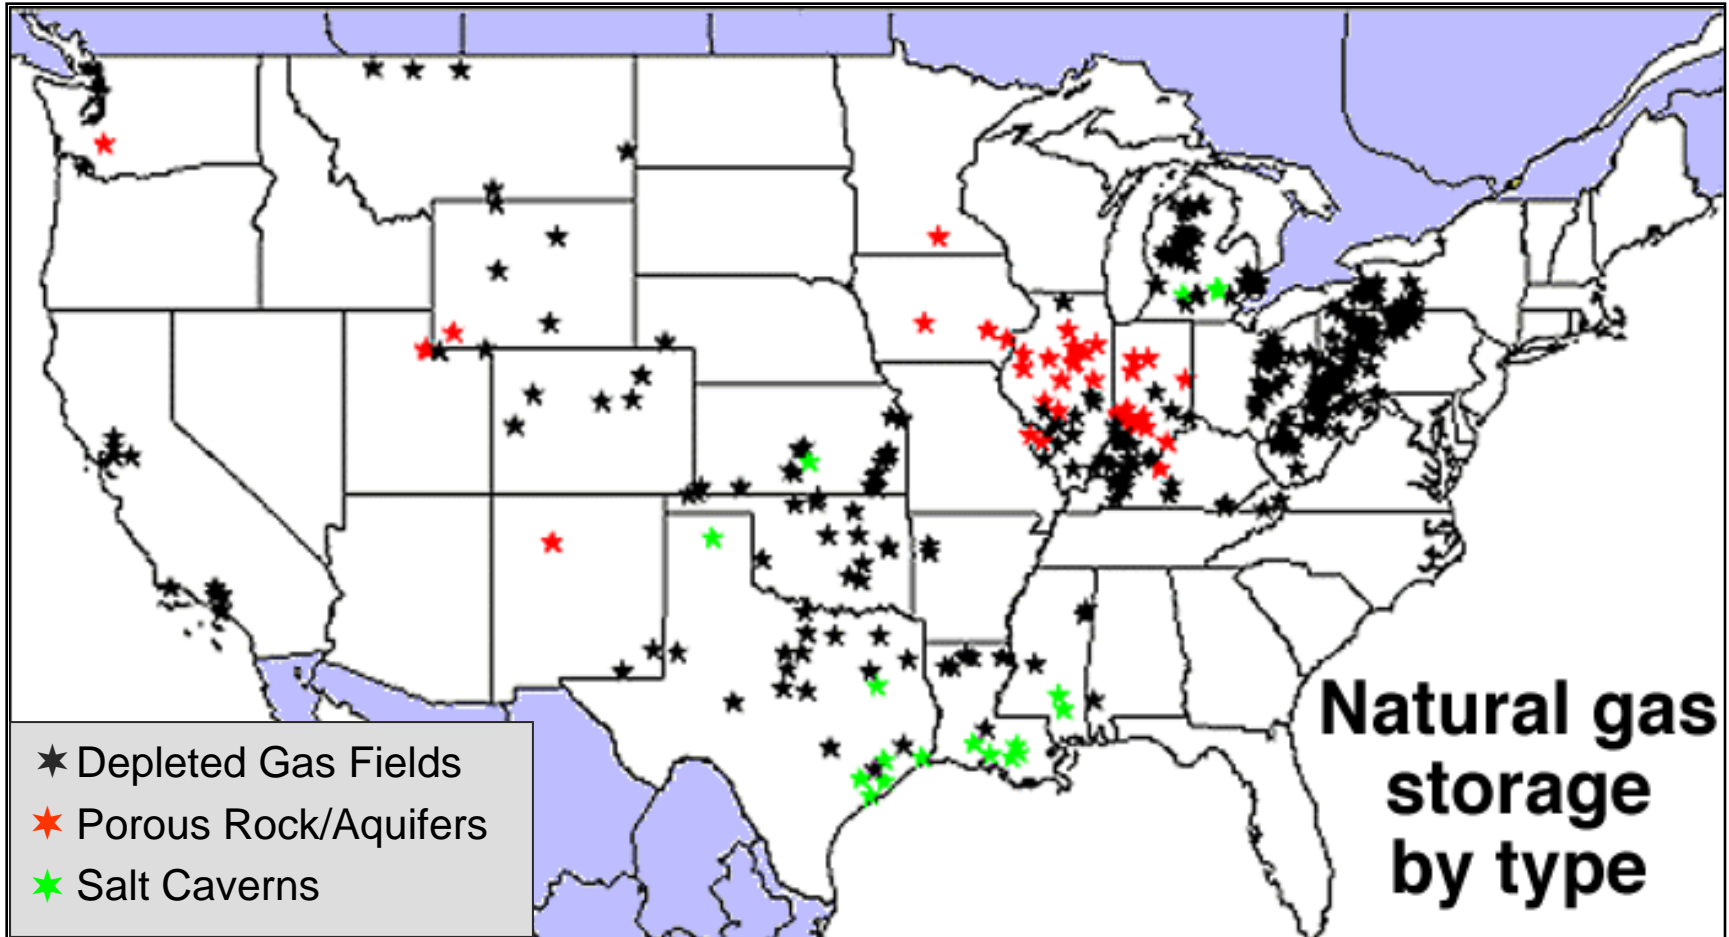 Natural gas
storage
by type
Depleted Gas Fields
Porous Rock/Aquifers
Salt Caverns